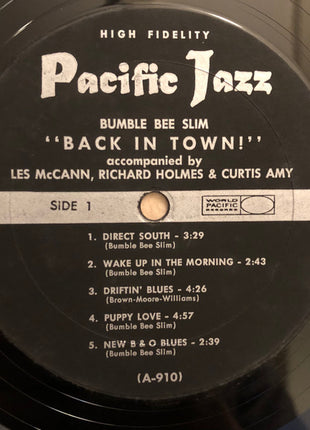 HIGH FIDELITY
Pacific Jazz
BUMBLE BEE SLIM
"BACK IN TOWN!"
accompanied by
LES McCANN, RICHARD HOLMES & CURTIS AMY
SIDE 1
WORLD PACIFIC RECORDS
1. DIRECT SOUTH - 3:29
(Bumble Bee Slim)
2. WAKE UP IN THE MORNING - 2:43
(Bumble Bee Slim)
3. DRIFTIN' BLUES - 4:26
(Brown-Moore-Williams)
4. PUPPY LOVE - 4:57
(Bumble Bee Slim)
5. NEW B & O BLUES - 2:39
(Bumble Bee Slim)
(A-910)